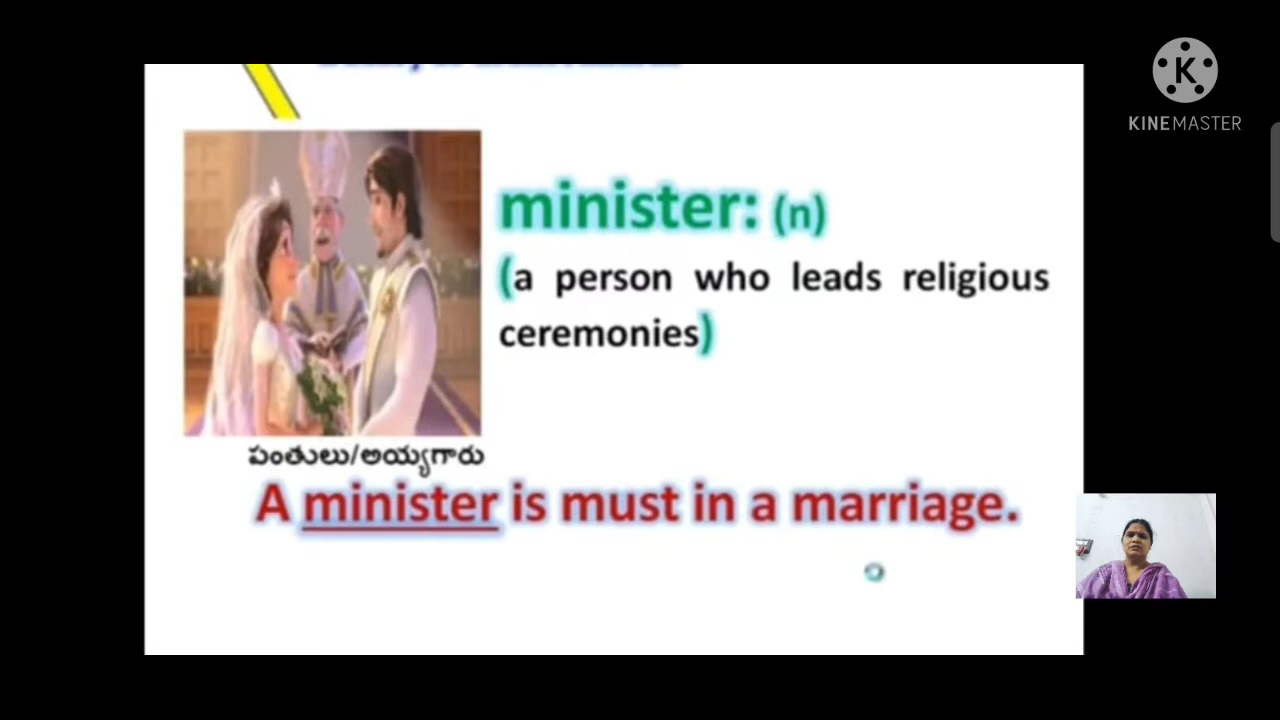 KINEMASTER
minister: (n)
(a person who leads religious
ceremonies)
పంతులు/అయ్యగారు
A minister is must in a marriage.